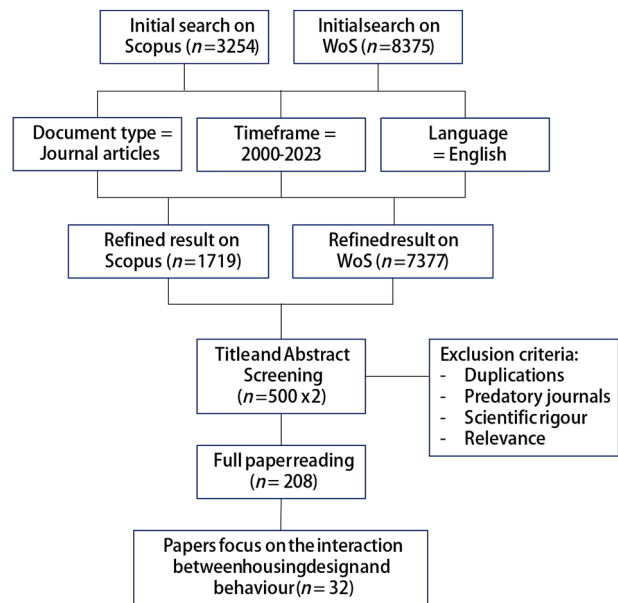 Initial search on
Scopus (n=3254)
Initialsearch on
WoS (n=8375)
Document type =
Journal articles
Timeframe =
2000-2023
Language
= English
Refined result on
Scopus (n=1719)
Refinedresult on
WoS (n=7377)
Titleand Abstract
Screening
(n=500 x2)
Exclusion criteria:
- Duplications
- Predatory journals
- Scientific rigour
- Relevance
Full paperreading
(n= 208)
Papers focus on the interaction
betweenhousingdesignand
behaviour(n= 32)